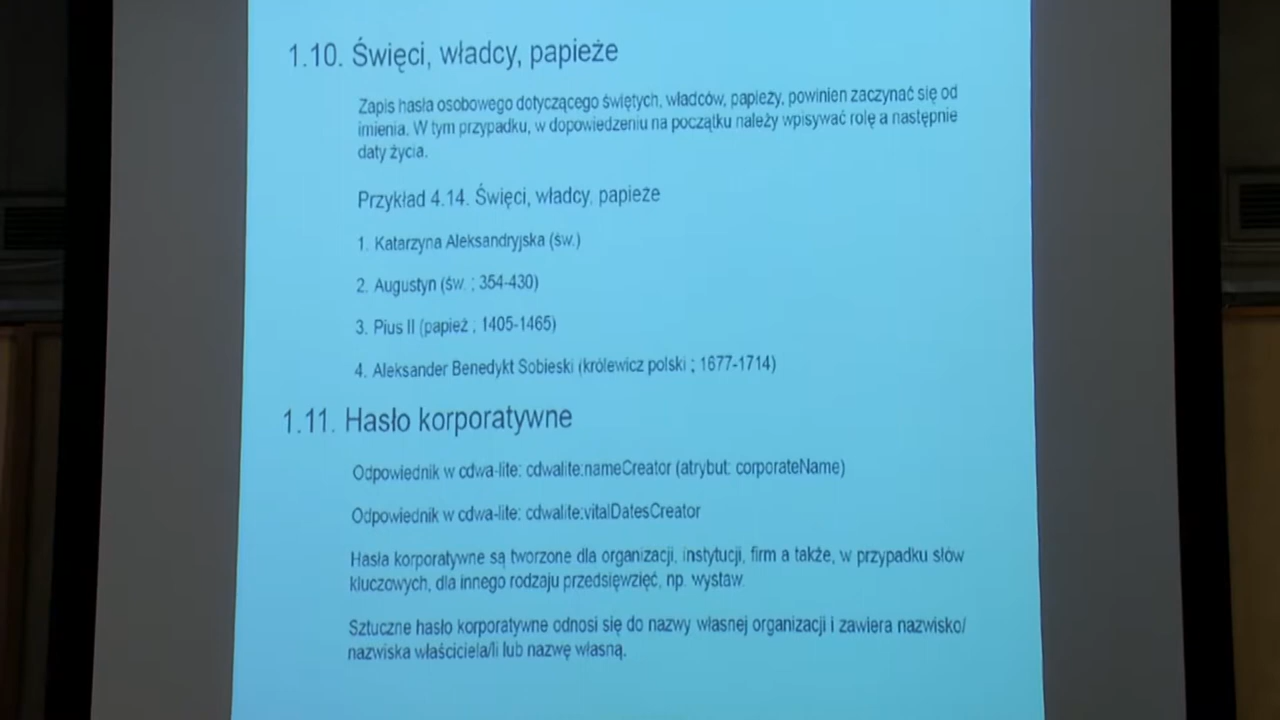 1.10. Święci, władcy, papieże
Zapis hasła osobowego dotyczącego świętych, władców, papieży, powinien zaczynać się od
imienia. W tym przypadku, w dopowiedzeniu na początku należy wpisywać rolę a następnie
daty życia.
Przykład 4.14. Święci, władcy, papieże
1. Katarzyna Aleksandryjska (św.)
2. Augustyn (św. ; 354-430)
3. Pius II (papież ; 1405-1465)
4. Aleksander Benedykt Sobieski (królewicz polski ; 1677-1714)
1.11. Hasło korporatywne
Odpowiednik w cdwa-lite: cdwalite:nameCreator (atrybut: corporateName)
Odpowiednik w cdwa-lite: cdwalite:vitalDatesCreator
Hasła korporatywne są tworzone dla organizacji, instytucji, firm a także, w przypadku słów
kluczowych, dla innego rodzaju przedsięwzięć, np. wystaw.
Sztuczne hasło korporatywne odnosi się do nazwy własnej organizacji i zawiera nazwisko/
nazwiska właściciela/li lub nazwę własną.